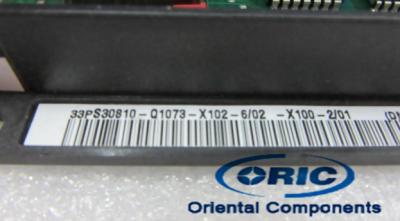 33PS30810-Q1073-X102-6/02 -X100-2/01
ORIC
Oriental Components